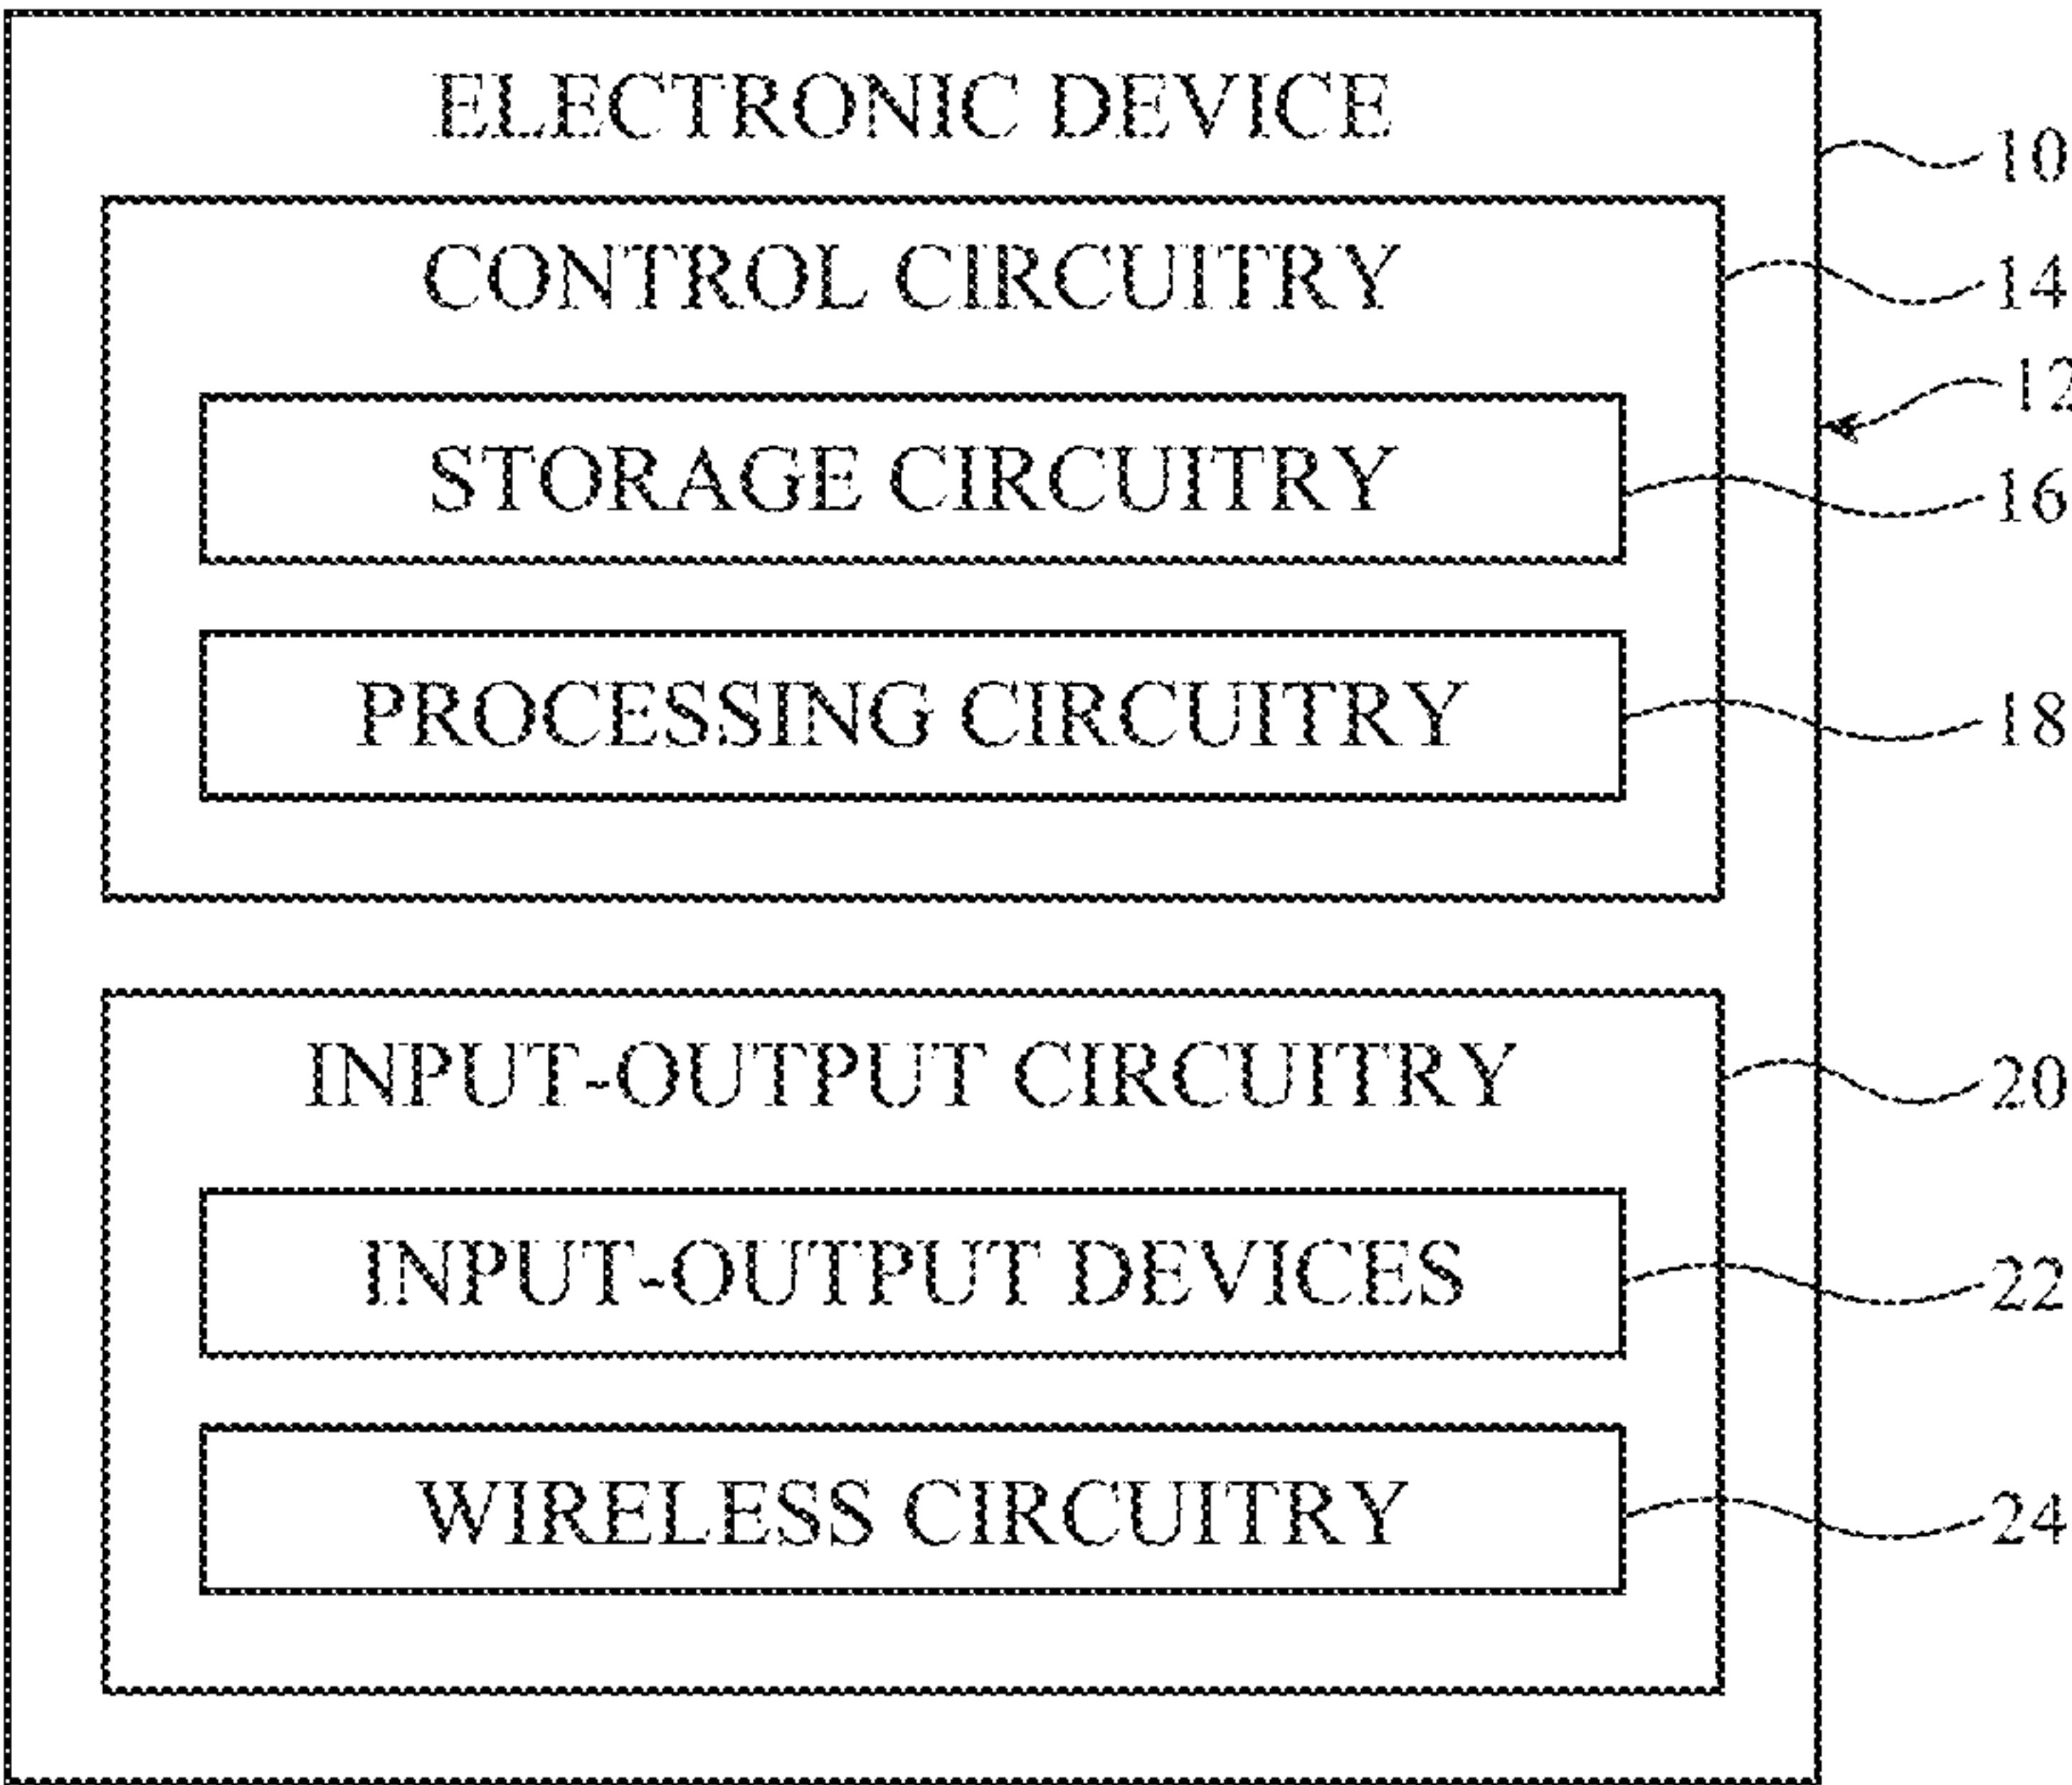 ELECTRONIC DEVICE
10
CONTROL CIRCUITRY
14
12
STORAGE CIRCUITRY
16
PROCESSING CIRCUITRY
18
INPUT-OUTPUT CIRCUITRY
20
INPUT-OUTPUT DEVICES
22
WIRELESS CIRCUITRY
24